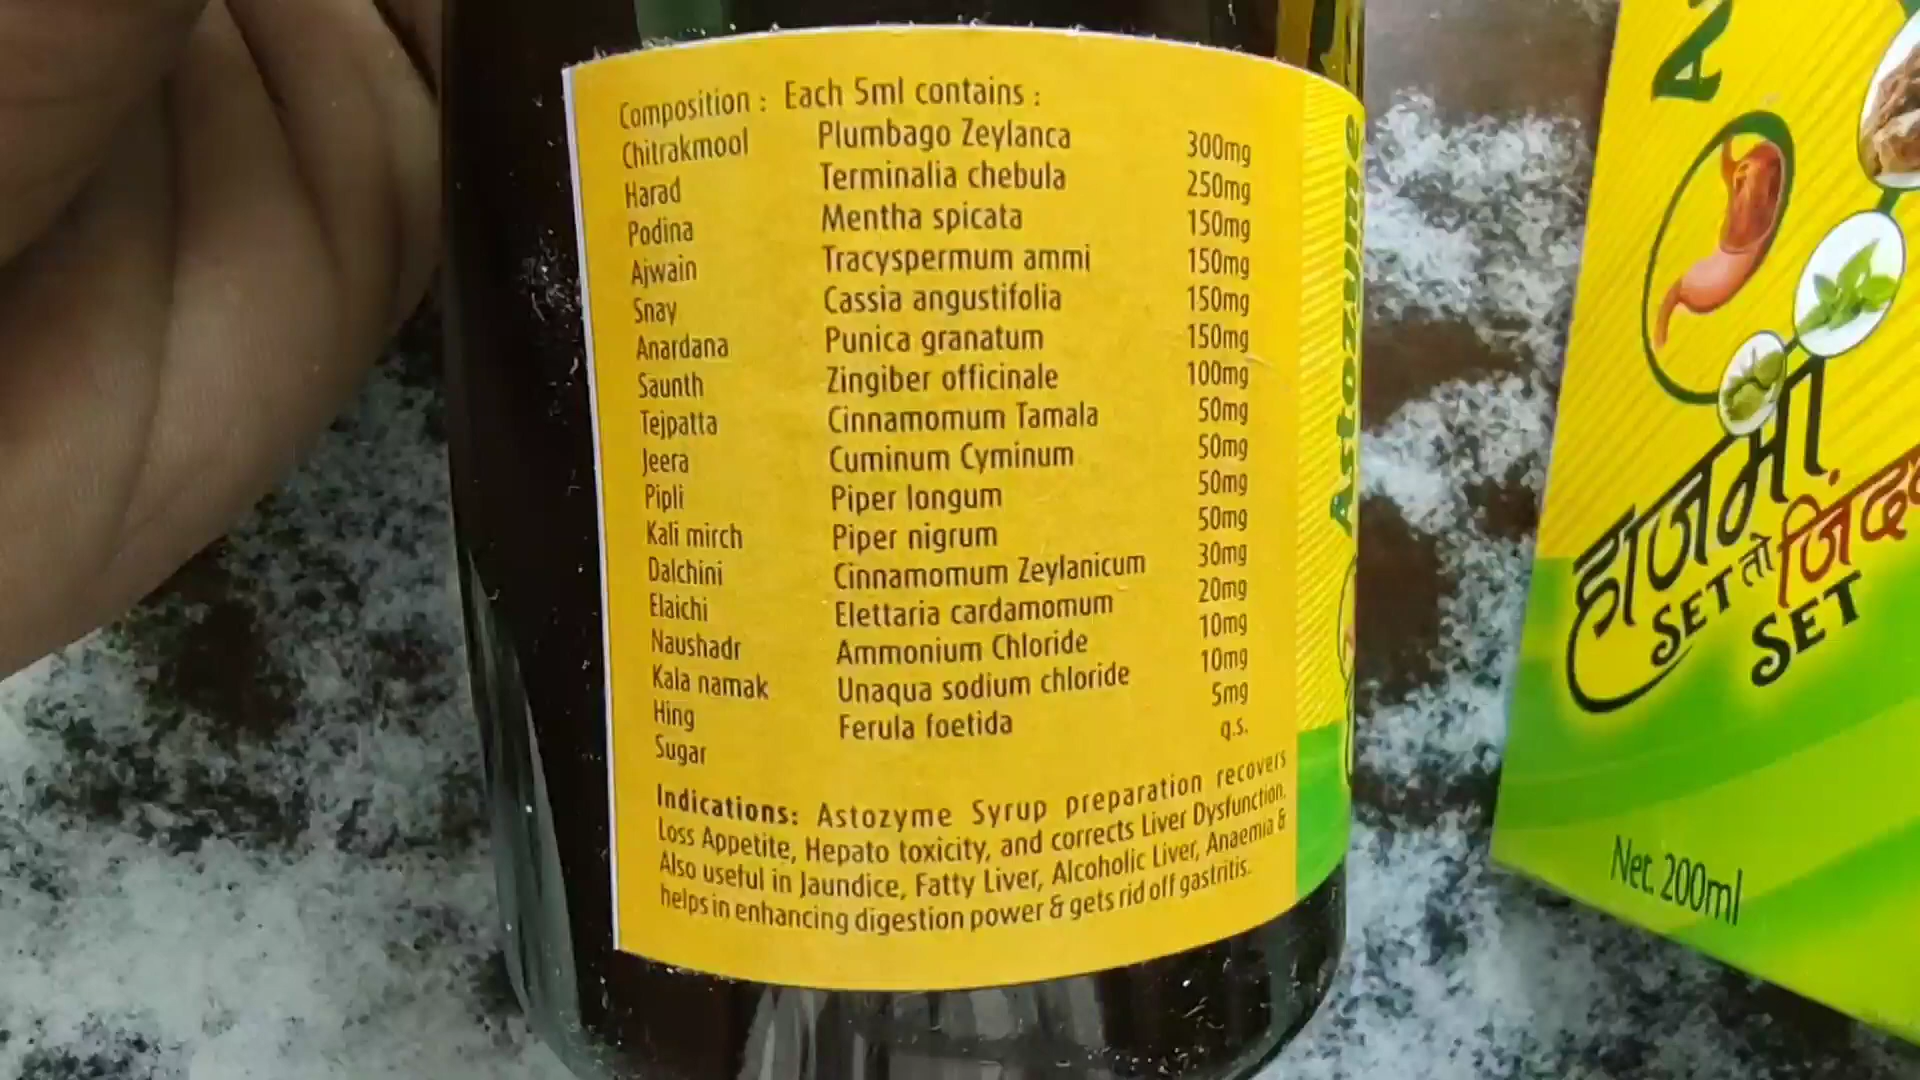 Composition : Each 5ml contains :
Chitrakmool Plumbago Zeylanca 300mg
Harad Terminalia chebula 250mg
Podina Mentha spicata 150mg
Ajwain Tracyspermum ammi 150mg
Snay Cassia angustifolia 150mg
Anardana Punica granatum 150mg
Saunth Zingiber officinale 100mg
Tejpatta Cinnamomum Tamala 50mg
Jeera Cuminum Cyminum 50mg
Pipli Piper longum 50mg
Kali mirch Piper nigrum 50mg
Dalchini Cinnamomum Zeylanicum 30mg
Elaichi Elettaria cardamomum 20mg
Naushadr Ammonium Chloride 10mg
Kala namak Unaqua sodium chloride 10mg
Hing Ferula foetida 5mg
Sugar q.s.
Indications: Astozyme Syrup preparation recovers
Loss Appetite, Hepato toxicity, and corrects Liver Dysfunction.
Also useful in Jaundice, Fatty Liver, Alcoholic Liver, Anaemia &
helps in enhancing digestion power & gets rid off gastritis.
Astozyme
हाजमा
SET तो
SET
Net. 200ml